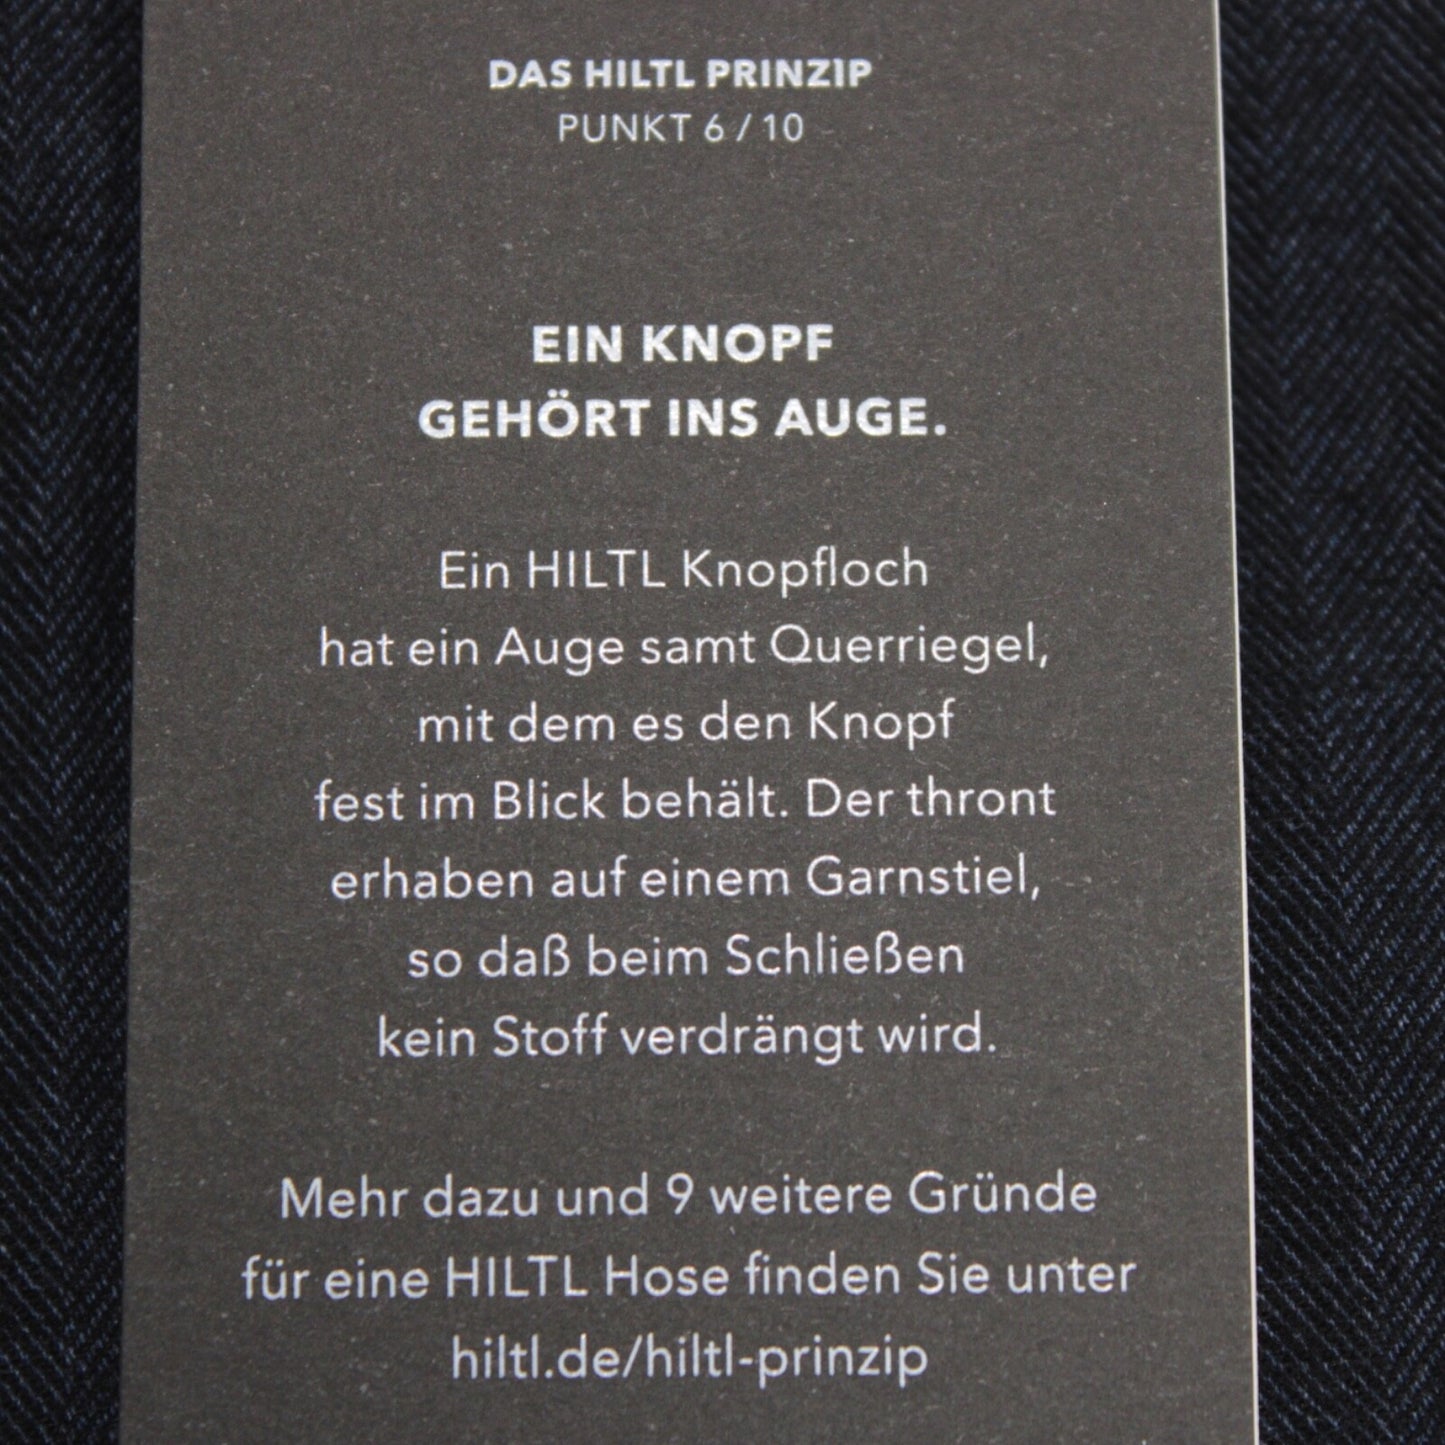 DAS HILTL PRINZIP
PUNKT 6 / 10
EIN KNOPF
GEHÖRT INS AUGE.
Ein HILTL Knopfloch
hat ein Auge samt Querriegel,
mit dem es den Knopf
fest im Blick behält. Der thront
erhaben auf einem Garnstiel,
so daß beim Schließen
kein Stoff verdrängt wird.
Mehr dazu und 9 weitere Gründe
für eine HILTL Hose finden Sie unter
hiltl.de/hiltl-prinzip